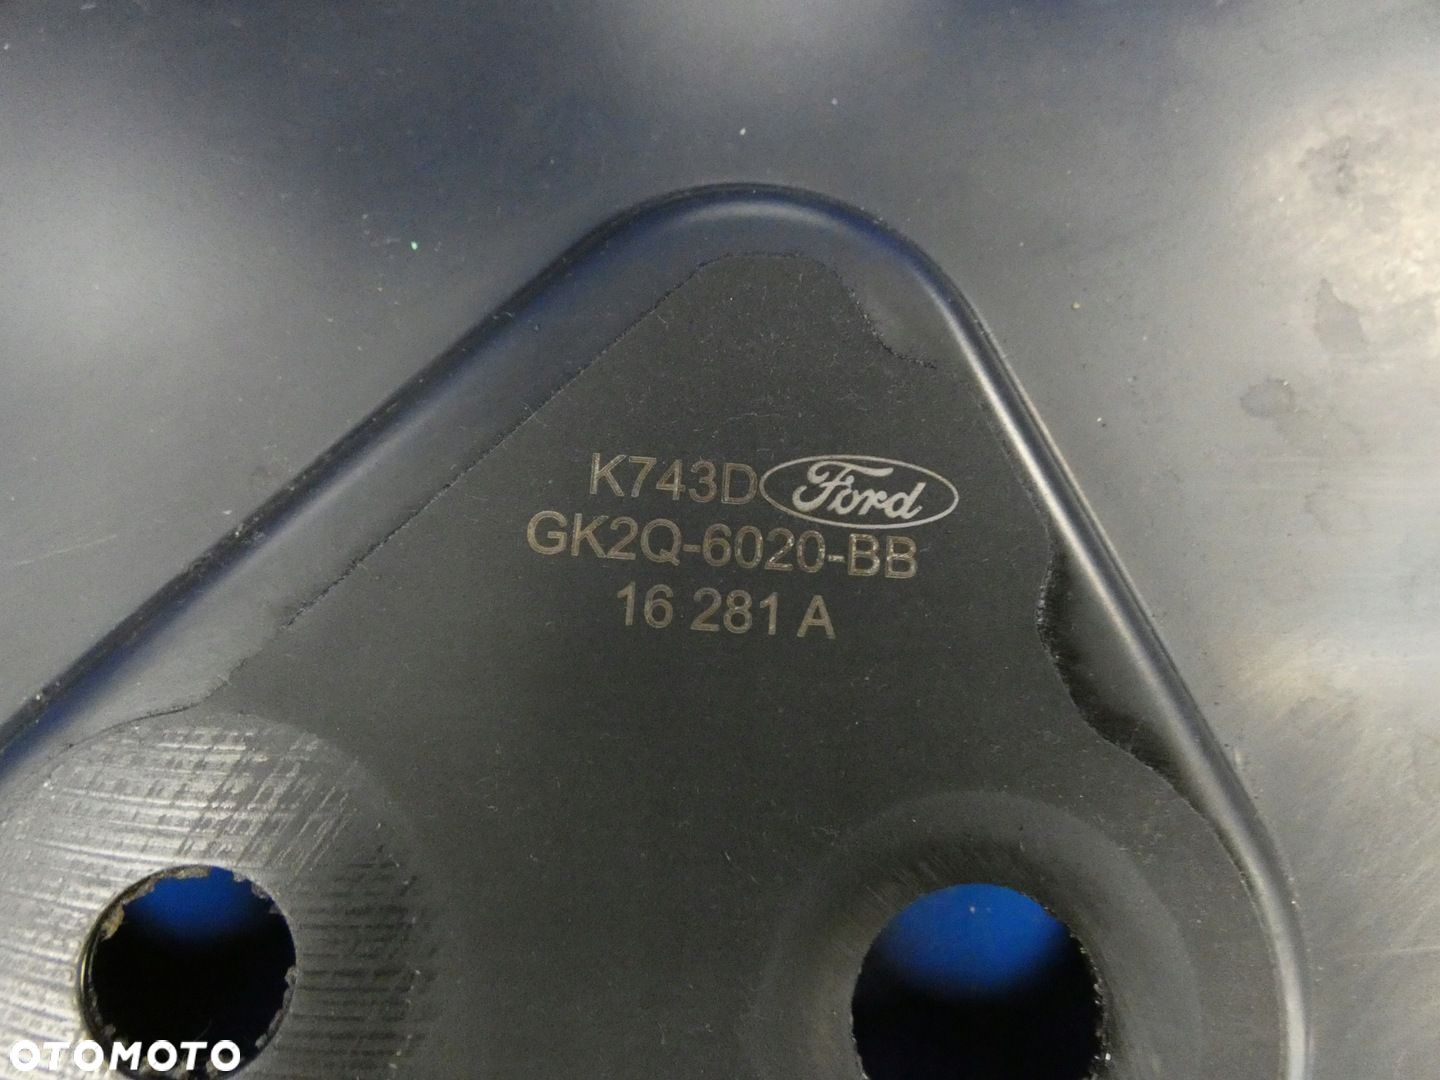 K743D Ford
GK2Q-6020-BB
16 281 A
OTOMOTO